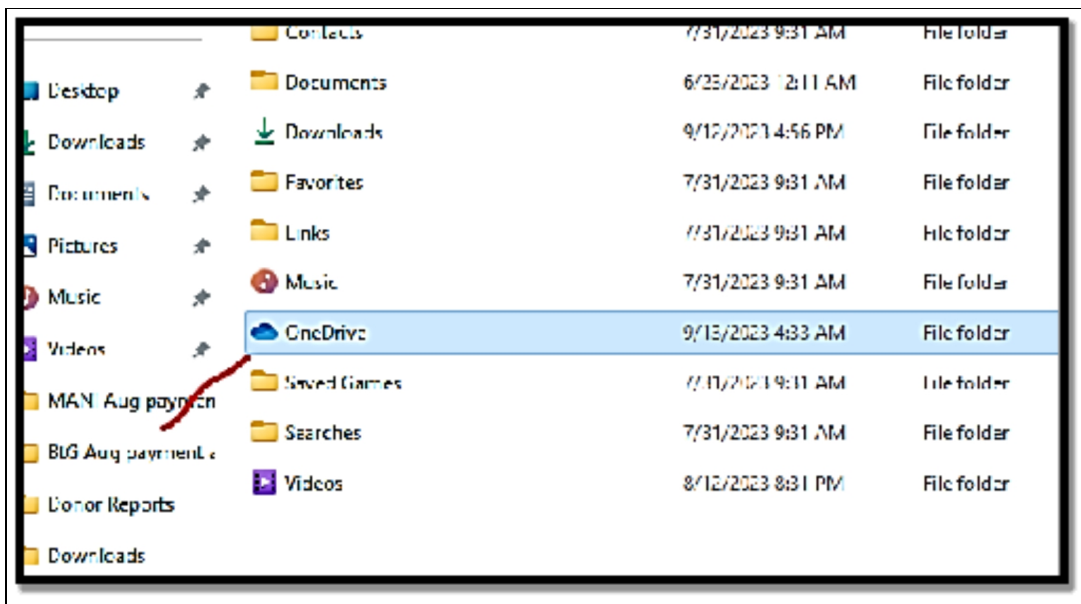 Contacts 7/31/2023 9:31 AM File folder
Desktop
Documents 6/23/2023 12:11 AM File folder
Downloads
Downloads 9/12/2023 4:56 PM File folder
Documents
Favorites 7/31/2023 9:31 AM File folder
Pictures
Links 7/31/2023 9:31 AM File folder
Music
Music 7/31/2023 9:31 AM File folder
OneDrive 9/13/2023 4:33 AM File folder
Videos
Saved Games 7/31/2023 9:31 AM File folder
Aug paymen
Searches 7/31/2023 9:31 AM File folder
Aug payment a
Videos 8/12/2023 8:31 PM File folder
Donor Reports
Downloads